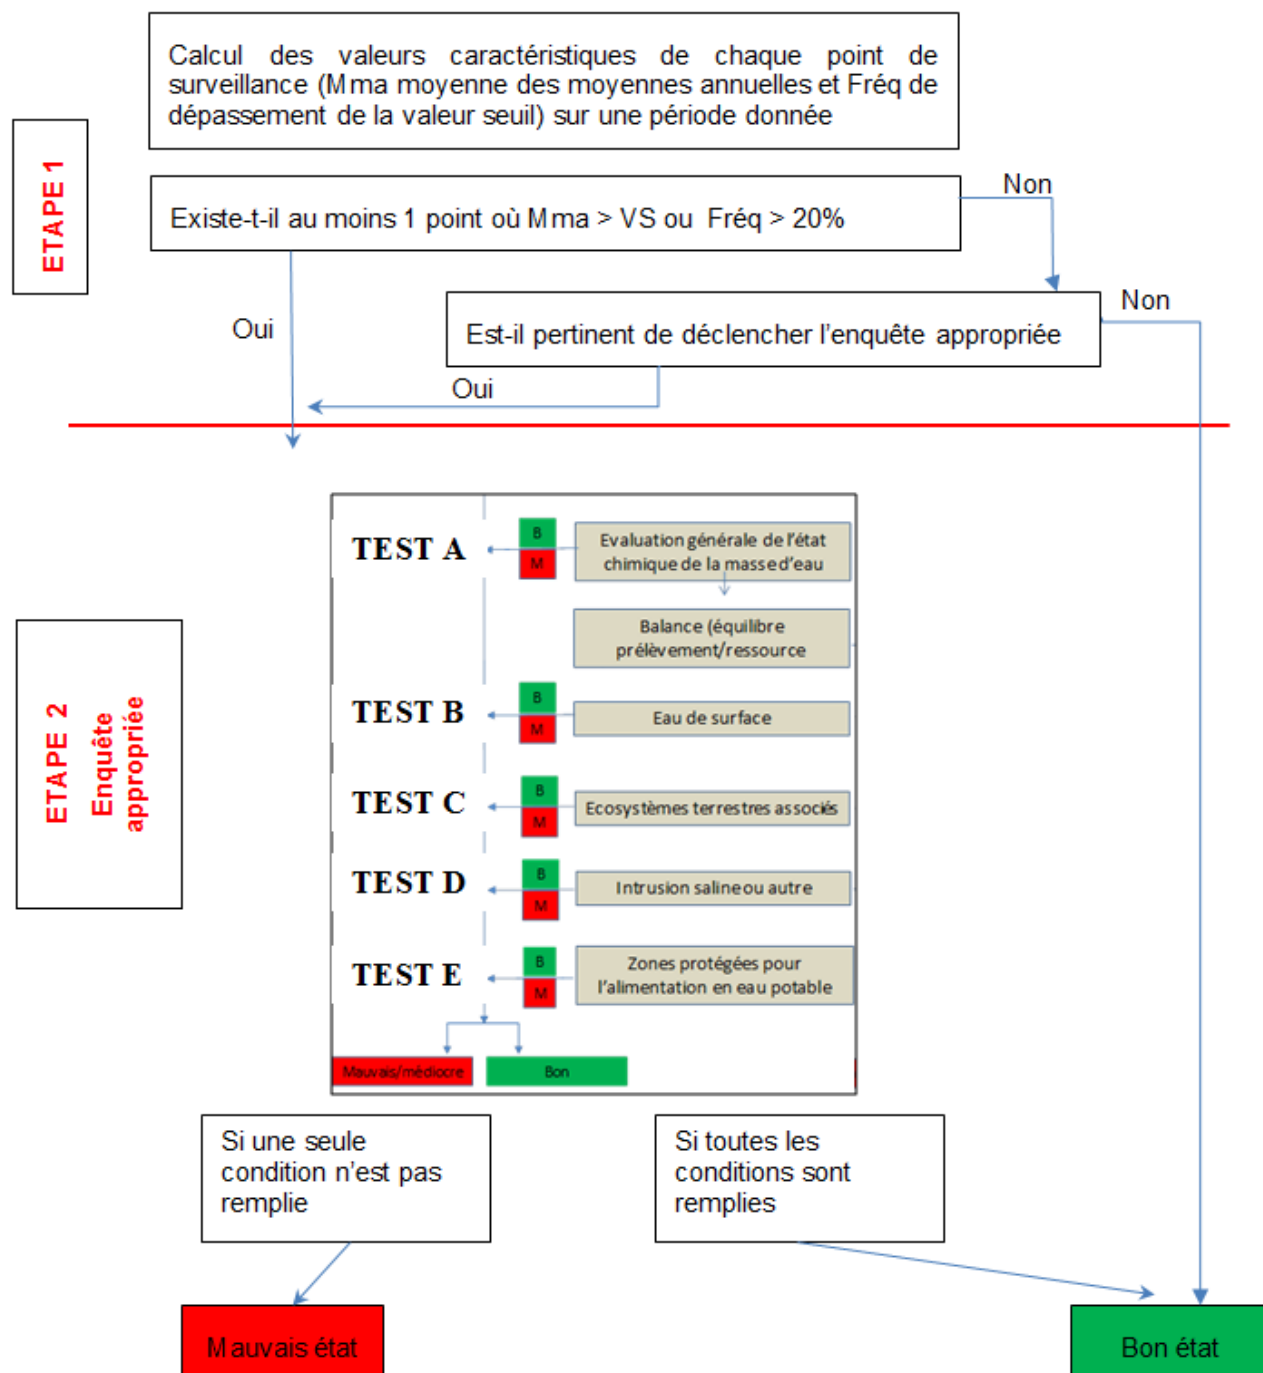 Calcul des valeurs caractéristiques de chaque point de
surveillance (Mma moyenne des moyennes annuelles et Fréq de
dépassement de la valeur seuil) sur une période donnée
ETAPE 1
Non
Existe-t-il au moins 1 point où Mma > VS ou Fréq > 20%
Non
Oui
Est-il pertinent de déclencher l'enquête appropriée
Oui
TEST A
B
M
Evaluation générale de l'état
chimique de la masse d'eau
Balance (équilibre
prélèvement/ressource
ETAPE 2
Enquête
appropriée
TEST B
B
M
Eau de surface
TEST C
B
M
Ecosystèmes terrestres associés
TEST D
B
M
Intrusion saline ou autre
TEST E
B
M
Zones protégées pour
l'alimentation en eau potable
Mauvais/médiocre
Bon
Si une seule
condition n'est pas
remplie
Si toutes les
conditions sont
remplies
Mauvais état
Bon état